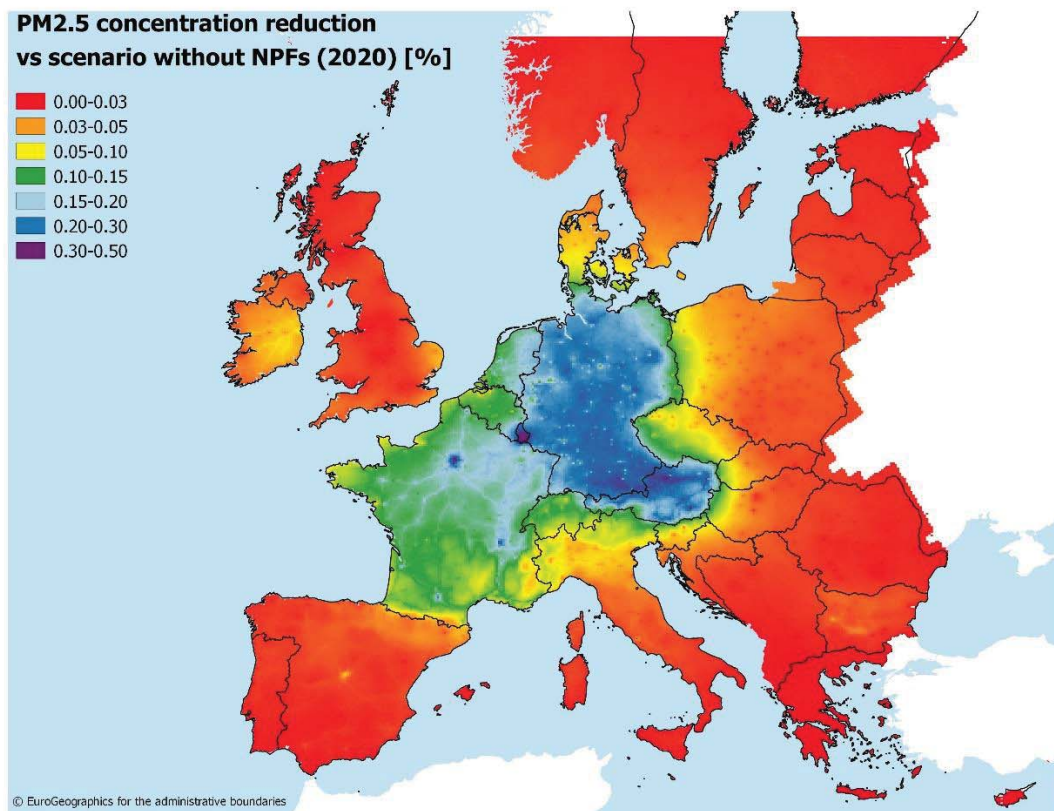 PM2.5 concentration reduction
vs scenario without NPFs (2020) [%]
0.00-0.03
0.03-0.05
0.05-0.10
0.10-0.15
0.15-0.20
0.20-0.30
0.30-0.50
© EuroGeographics for the administrative boundaries